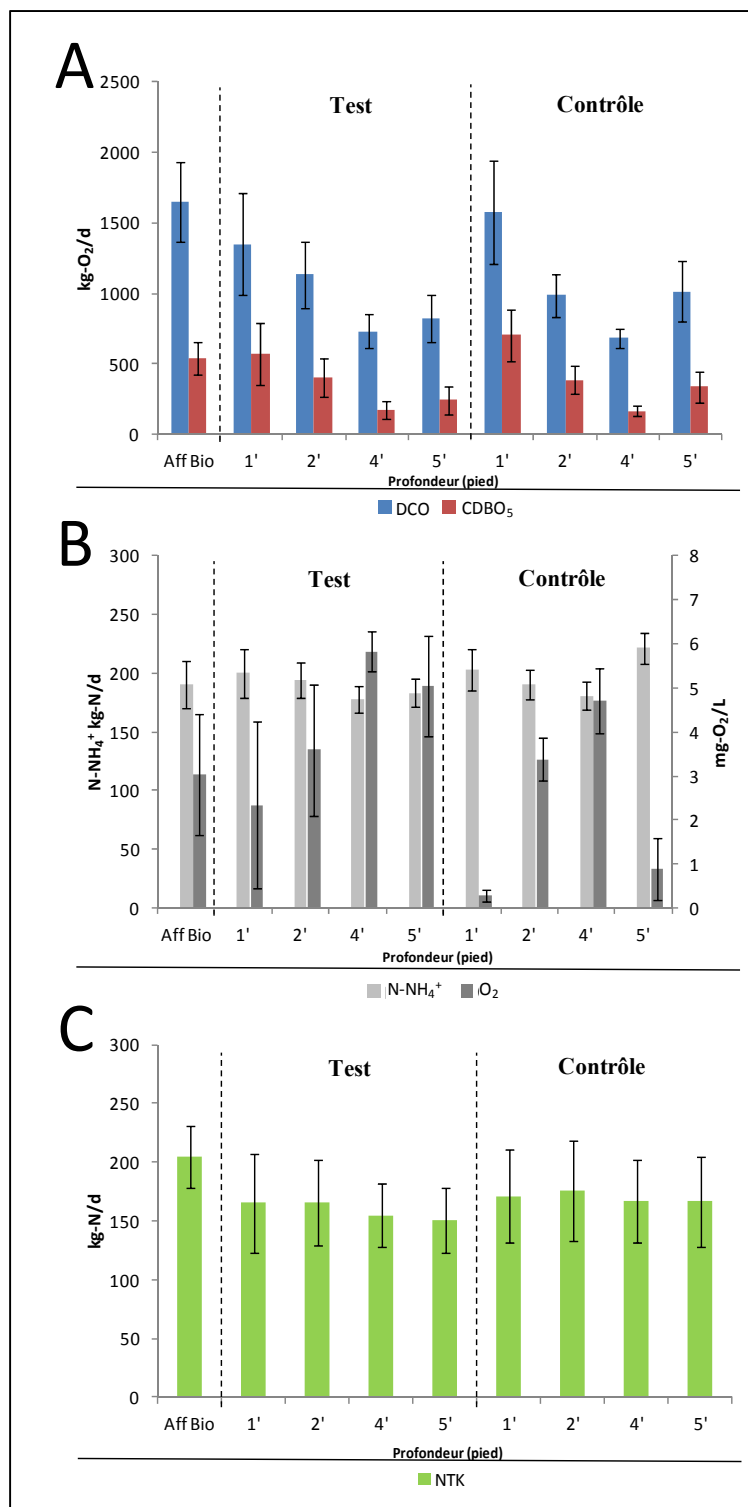 A
2500
2000
1500
1000
500
0
kg-O₂/d
Test
Contrôle
Aff Bio 1' 2' 4' 5' 1' 2' 4' 5'
Profondeur (pied)
DCO CDBO₅
B
300
250
200
150
100
50
0
N-NH₄⁺ kg-N/d
Test
Contrôle
8
7
6
5
4
3
2
1
0
mg-O₂/L
Aff Bio 1' 2' 4' 5' 1' 2' 4' 5'
Profondeur (pied)
N-NH₄⁺ O₂
C
300
250
200
150
100
50
0
kg-N/d
Test
Contrôle
Aff Bio 1' 2' 4' 5' 1' 2' 4' 5'
Profondeur (pied)
NTK